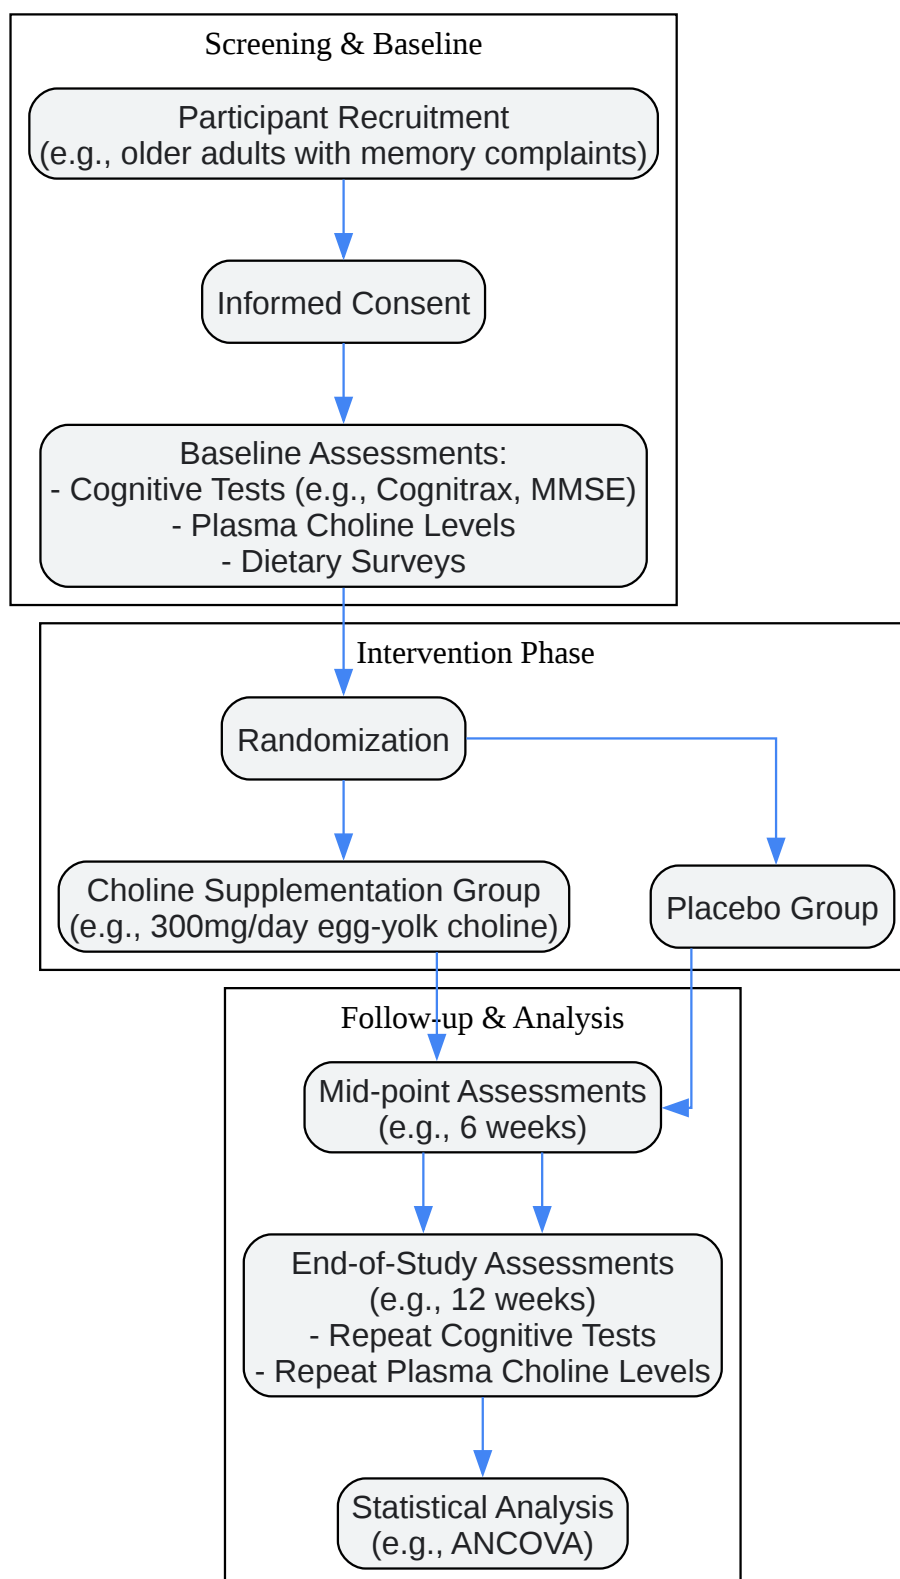 Screening & Baseline
Participant Recruitment
(e.g., older adults with memory complaints)
Informed Consent
Baseline Assessments:
- Cognitive Tests (e.g., Cognitrax, MMSE)
- Plasma Choline Levels
- Dietary Surveys
Intervention Phase
Randomization
Choline Supplementation Group
(e.g., 300mg/day egg-yolk choline)
Placebo Group
Follow-up & Analysis
Mid-point Assessments
(e.g., 6 weeks)
End-of-Study Assessments
(e.g., 12 weeks)
- Repeat Cognitive Tests
- Repeat Plasma Choline Levels
Statistical Analysis
(e.g., ANCOVA)